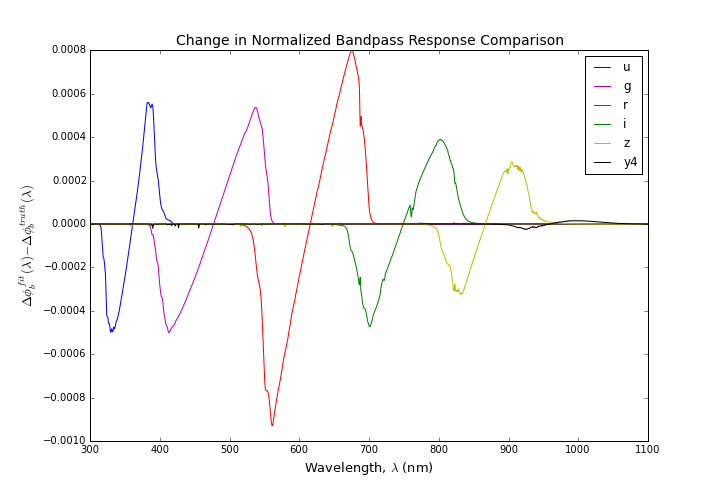 Change in Normalized Bandpass Response Comparison
0.0008
0.0006
0.0004
0.0002
0.0000
−0.0002
−0.0004
−0.0006
−0.0008
−0.0010
Δϕ_b^{fit}(λ)−Δϕ_b^{truth}(λ)
u
g
r
i
z
y4
300 400 500 600 700 800 900 1000 1100
Wavelength, λ (nm)